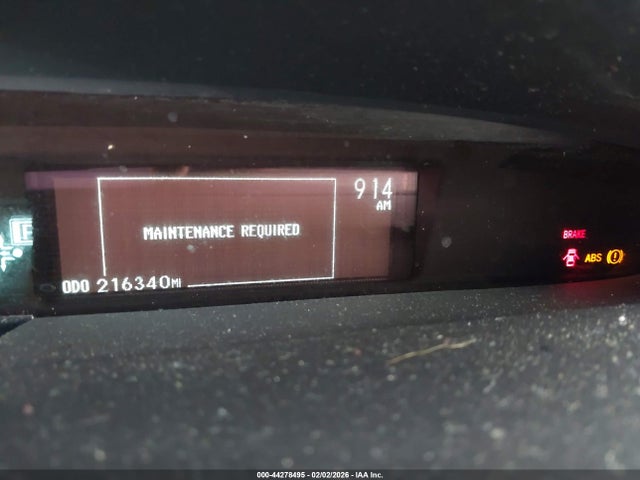 914
AM
MAINTENANCE REQUIRED
ODO 216340MI
BRAKE
ABS
000-44278495 - 02/02/2026 - IAA Inc.